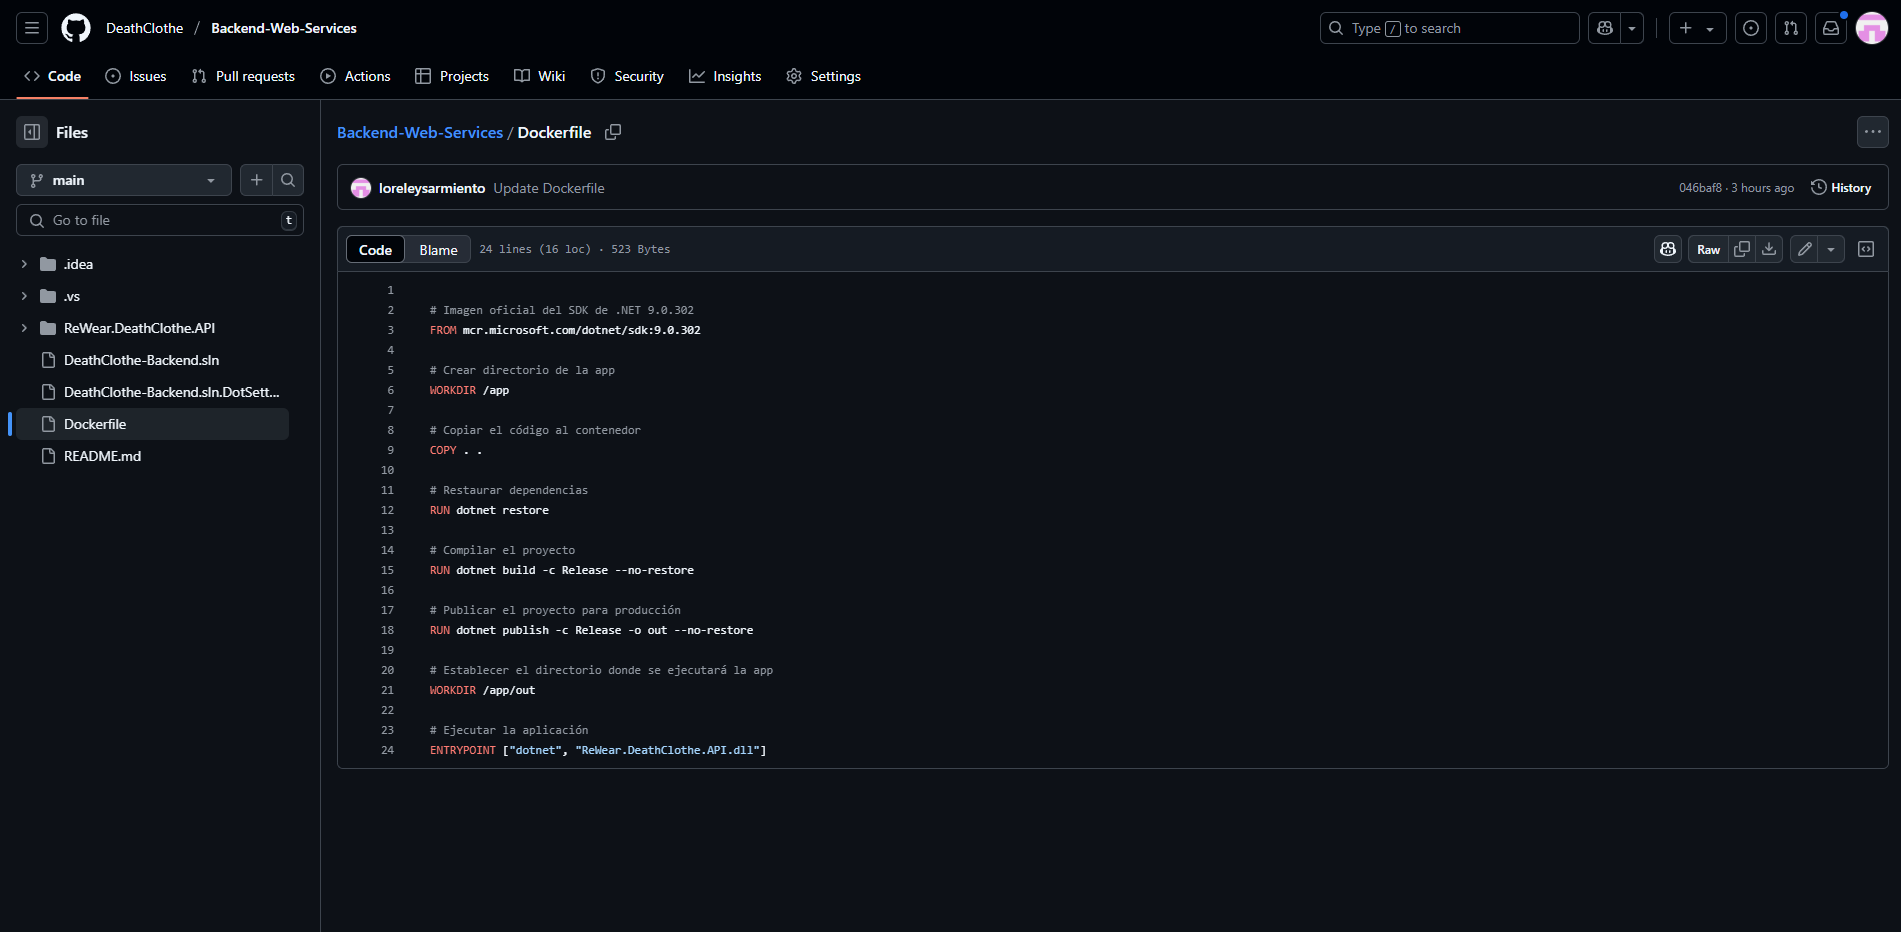 DeathClothe / Backend-Web-Services
Type / to search
Code
Issues
Pull requests
Actions
Projects
Wiki
Security
Insights
Settings
Files
main
Go to file
t
.idea
.vs
ReWear.DeathClothe.API
DeathClothe-Backend.sln
DeathClothe-Backend.sln.DotSett...
Dockerfile
README.md
Backend-Web-Services / Dockerfile
loreleysarmiento Update Dockerfile
046baf8 · 3 hours ago
History
Code
Blame
24 lines (16 loc) · 523 Bytes
Raw
1
2 # Imagen oficial del SDK de .NET 9.0.302
3 FROM mcr.microsoft.com/dotnet/sdk:9.0.302
4
5 # Crear directorio de la app
6 WORKDIR /app
7
8 # Copiar el código al contenedor
9 COPY . .
10
11 # Restaurar dependencias
12 RUN dotnet restore
13
14 # Compilar el proyecto
15 RUN dotnet build -c Release --no-restore
16
17 # Publicar el proyecto para producción
18 RUN dotnet publish -c Release -o out --no-restore
19
20 # Establecer el directorio donde se ejecutará la app
21 WORKDIR /app/out
22
23 # Ejecutar la aplicación
24 ENTRYPOINT ["dotnet", "ReWear.DeathClothe.API.dll"]